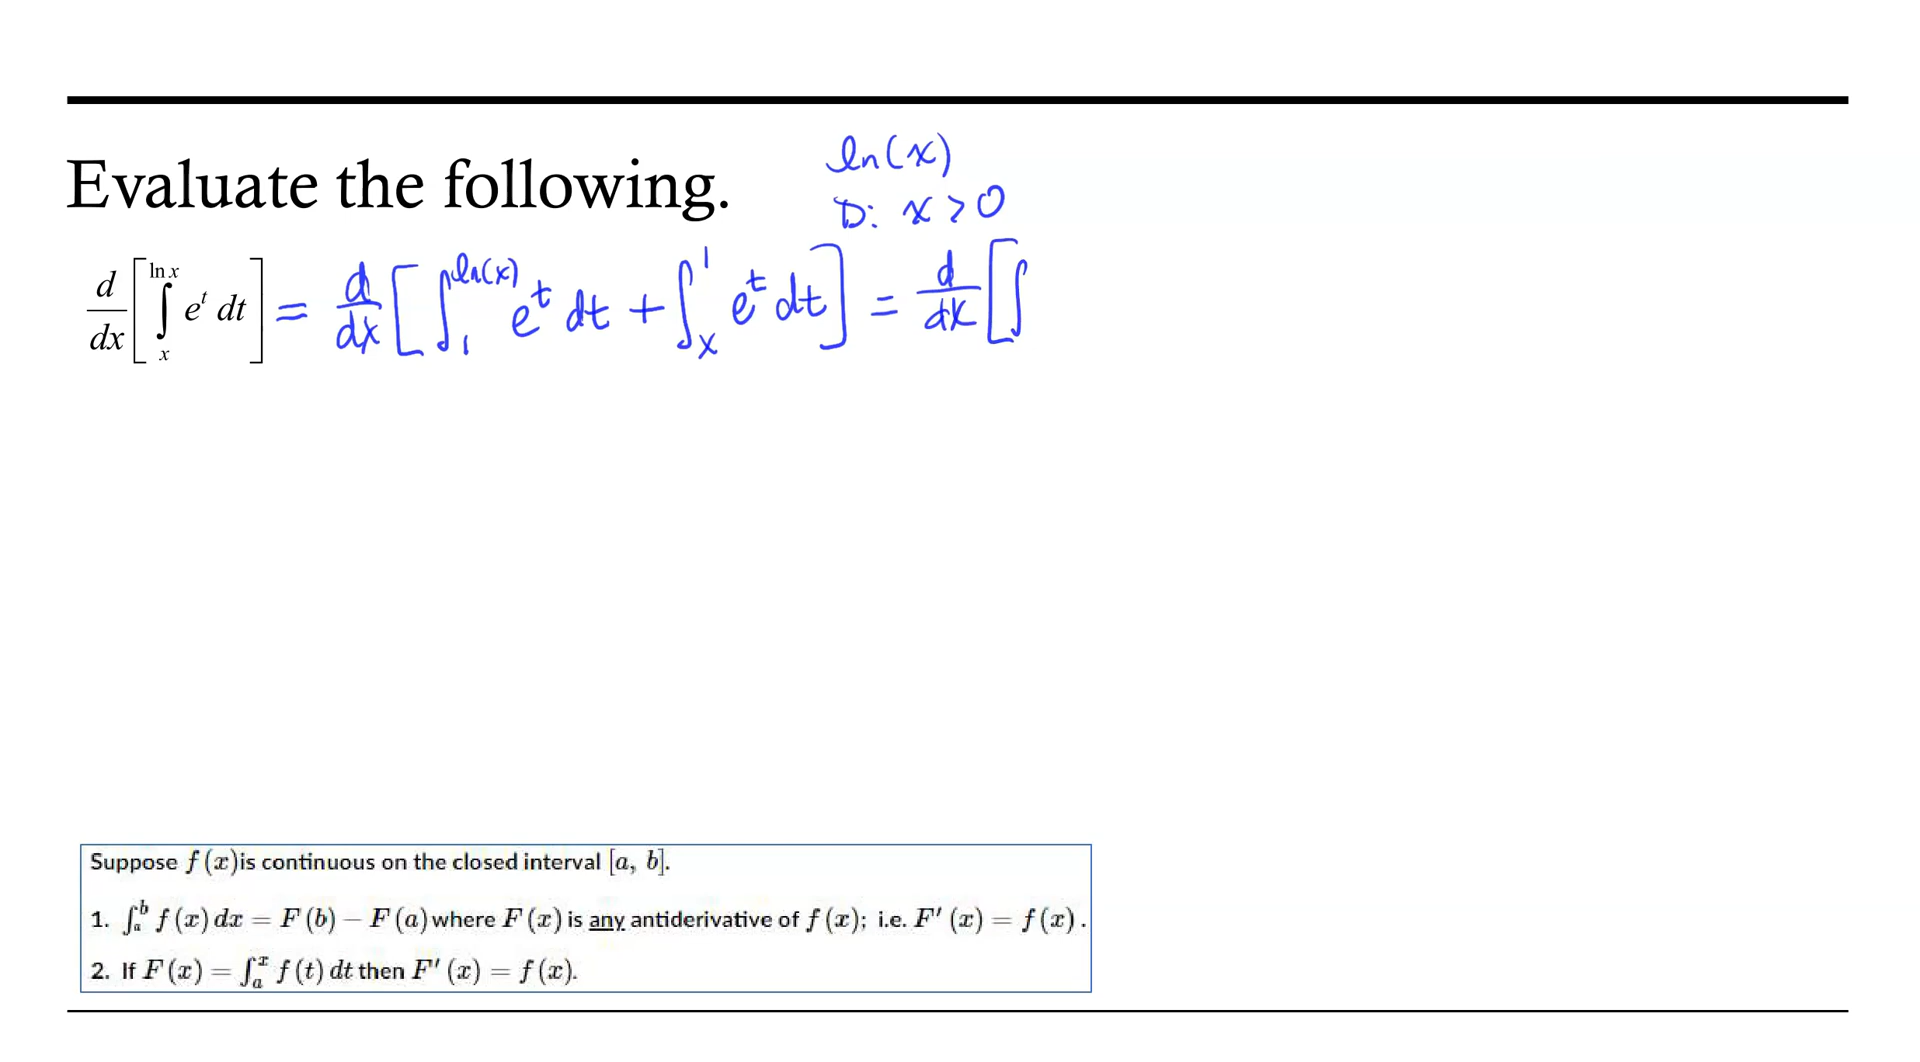 Evaluate the following.
ln(x)
D: x > 0
d/dx [∫_x^{ln x} e^t dt] = d/dx [∫_1^{ln(x)} e^t dt + ∫_x^1 e^t dt] = d/dx [∫
Suppose f (x)is continuous on the closed interval [a, b].
1. ∫_a^b f (x) dx = F (b) − F (a) where F (x) is any antiderivative of f (x); i.e. F′ (x) = f (x) .
2. If F (x) = ∫_a^x f (t) dt then F′ (x) = f (x).